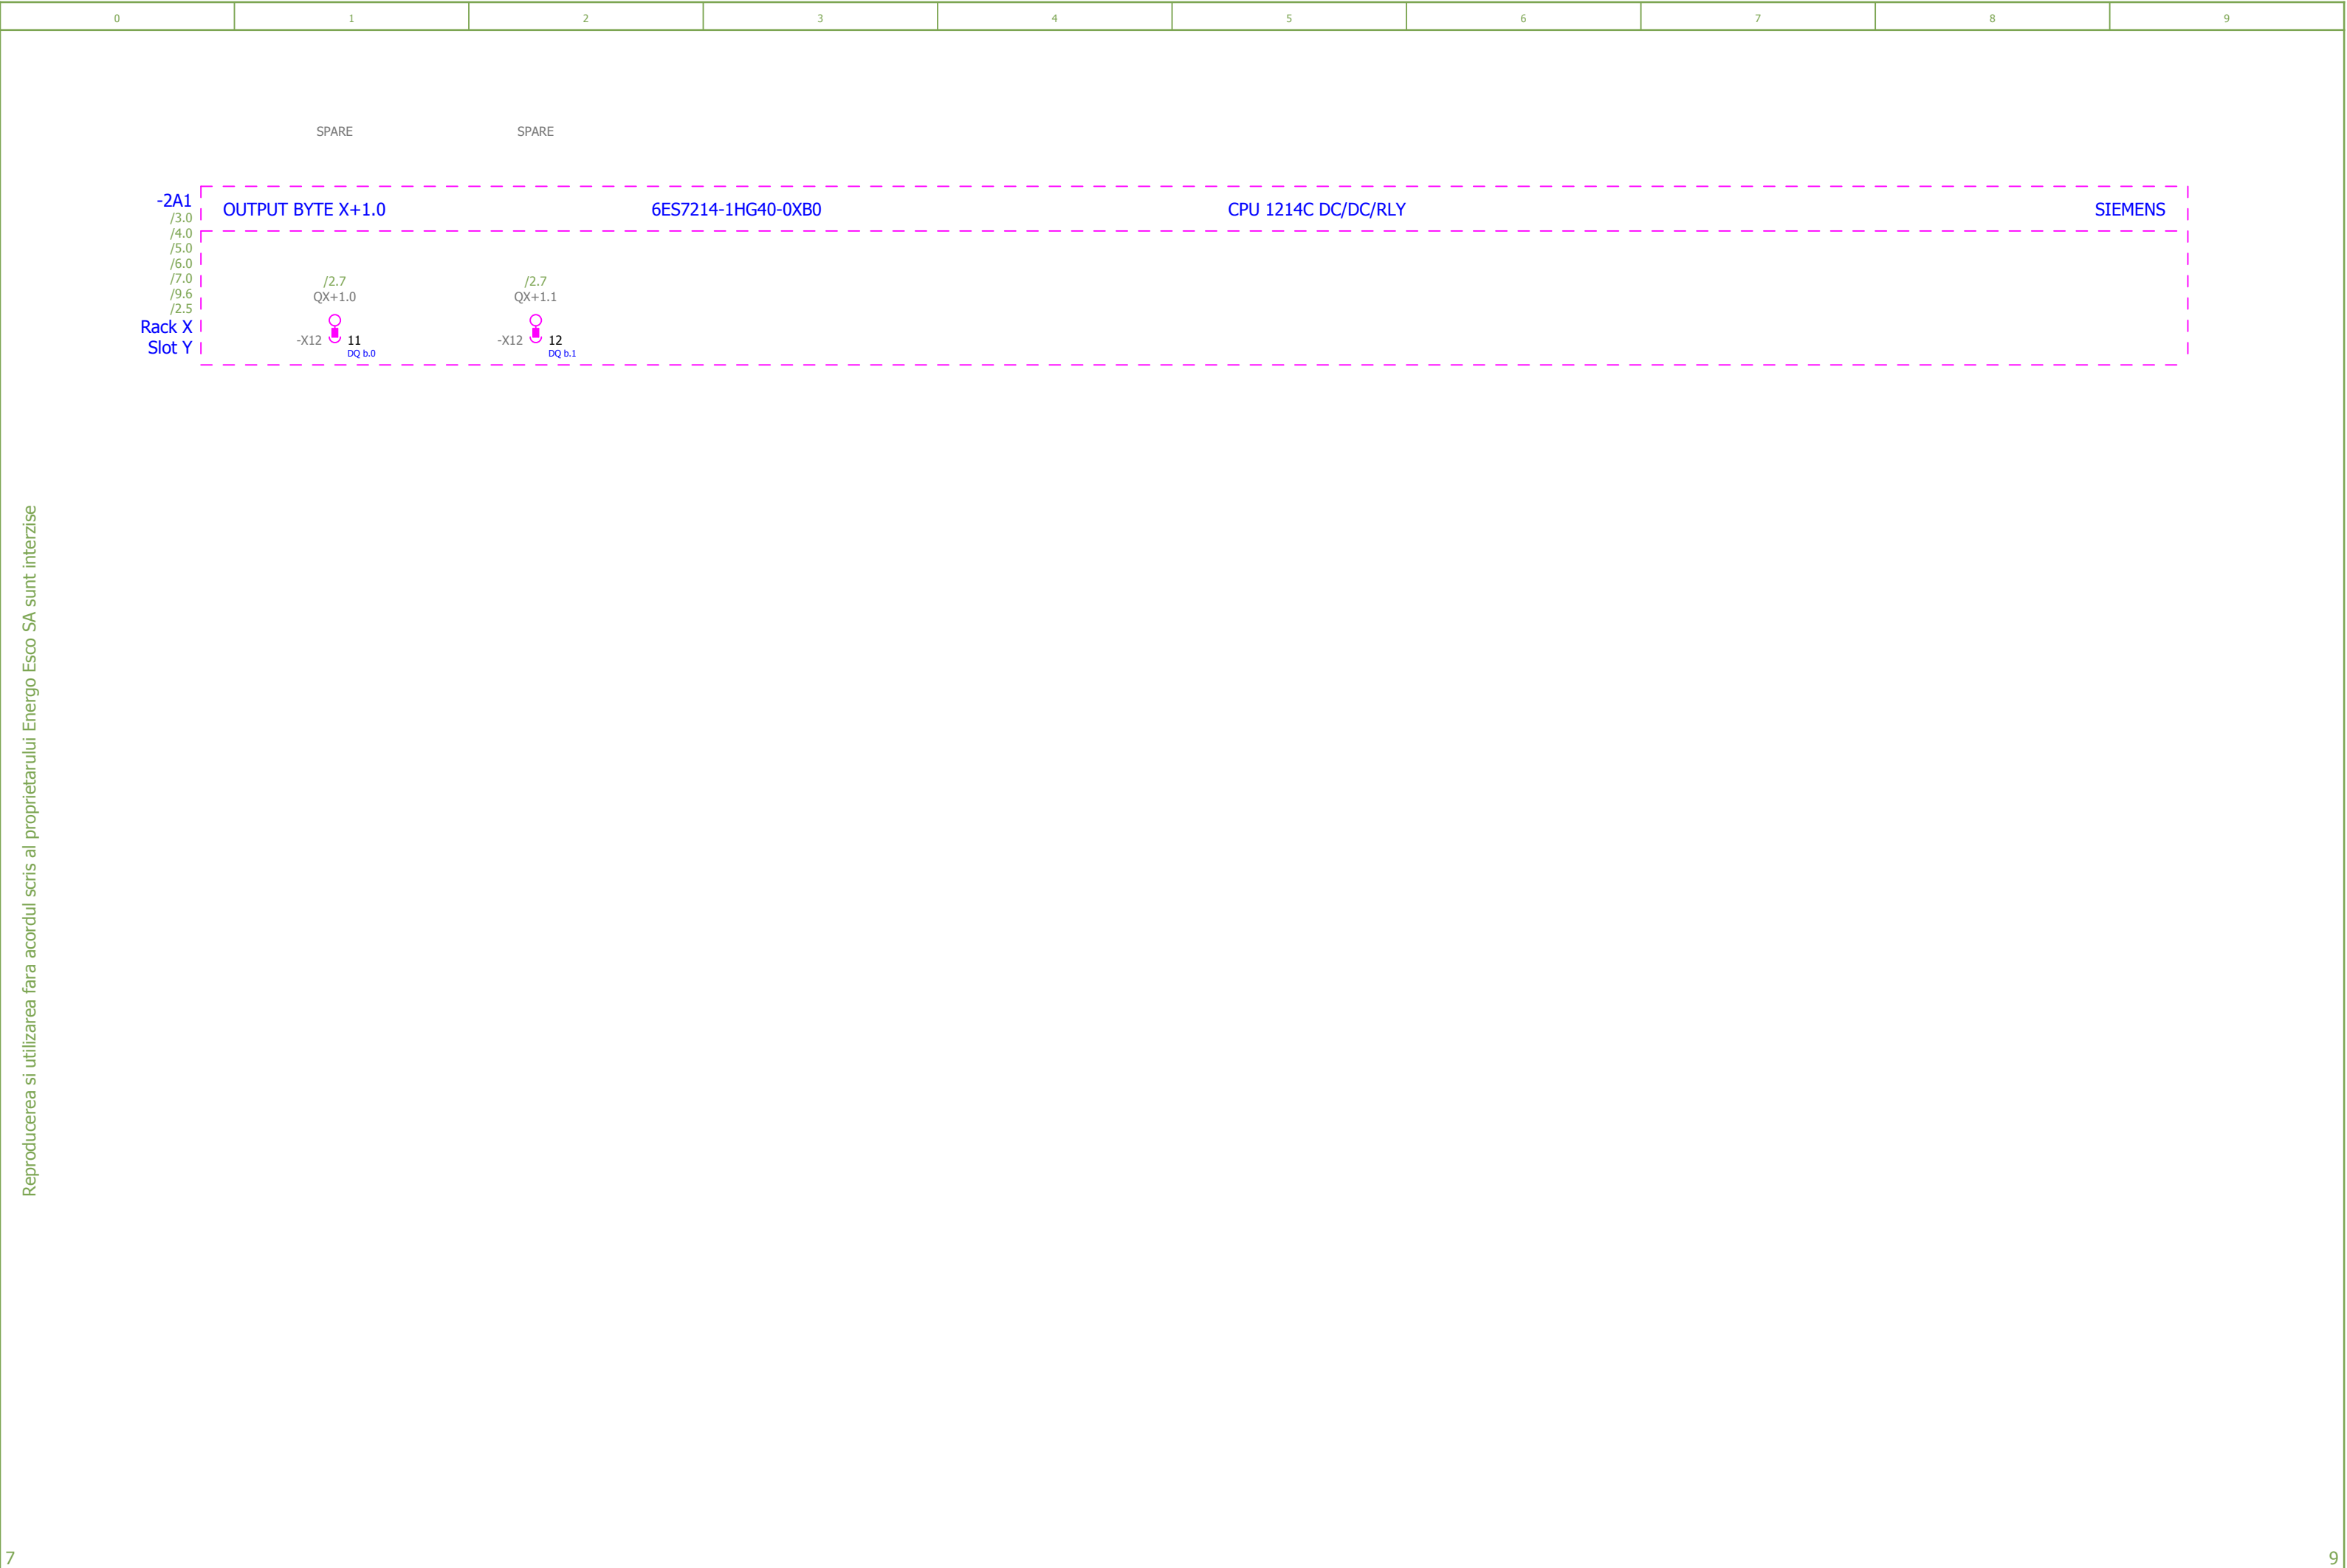 0 1 2 3 4 5 6 7 8 9
SPARE SPARE
-2A1
/3.0
/4.0
/5.0
/6.0
/7.0
/9.6
/2.5
Rack X
Slot Y
OUTPUT BYTE X+1.0 6ES7214-1HG40-0XB0 CPU 1214C DC/DC/RLY SIEMENS
/2.7 /2.7
QX+1.0 QX+1.1
-X12 11 -X12 12
DQ b.0 DQ b.1
Reproducerea si utilizarea fara acordul scris al proprietarului Energo Esco SA sunt interzise
7 9